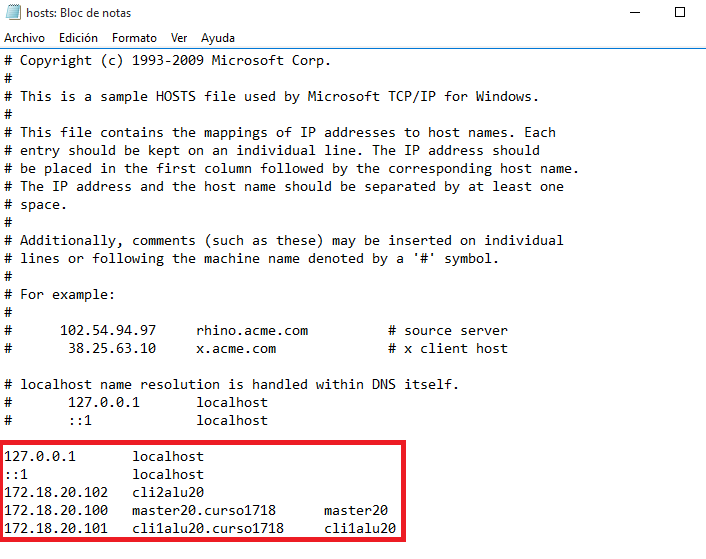 hosts: Bloc de notas
Archivo Edición Formato Ver Ayuda
# Copyright (c) 1993-2009 Microsoft Corp.
#
# This is a sample HOSTS file used by Microsoft TCP/IP for Windows.
#
# This file contains the mappings of IP addresses to host names. Each
# entry should be kept on an individual line. The IP address should
# be placed in the first column followed by the corresponding host name.
# The IP address and the host name should be separated by at least one
# space.
#
# Additionally, comments (such as these) may be inserted on individual
# lines or following the machine name denoted by a '#' symbol.
#
# For example:
#
#      102.54.94.97     rhino.acme.com          # source server
#       38.25.63.10     x.acme.com              # x client host
# localhost name resolution is handled within DNS itself.
#       127.0.0.1       localhost
#       ::1             localhost
127.0.0.1       localhost
::1             localhost
172.18.20.102   cli2alu20
172.18.20.100   master20.curso1718      master20
172.18.20.101   cli1alu20.curso1718     cli1alu20